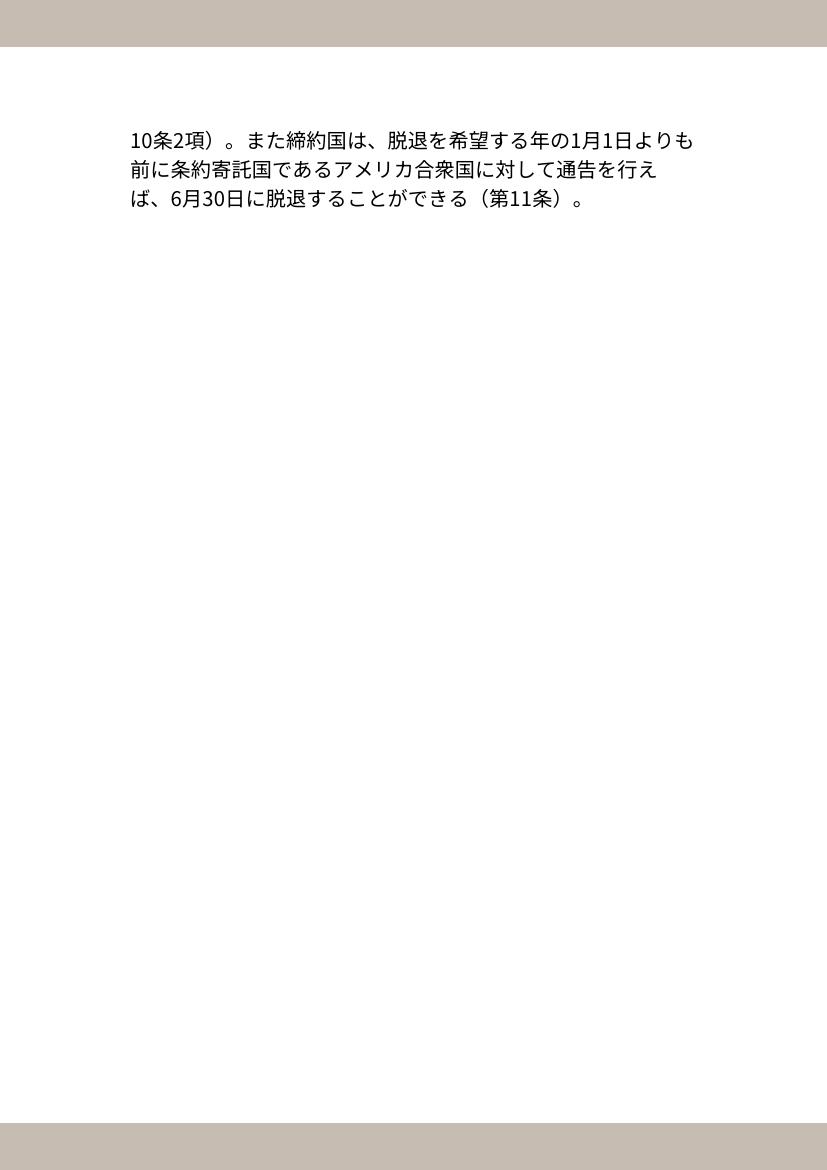 10条2項）。また締約国は、脱退を希望する年の1月1日よりも
前に条約寄託国であるアメリカ合衆国に対して通告を行え
ば、6月30日に脱退することができる（第11条）。